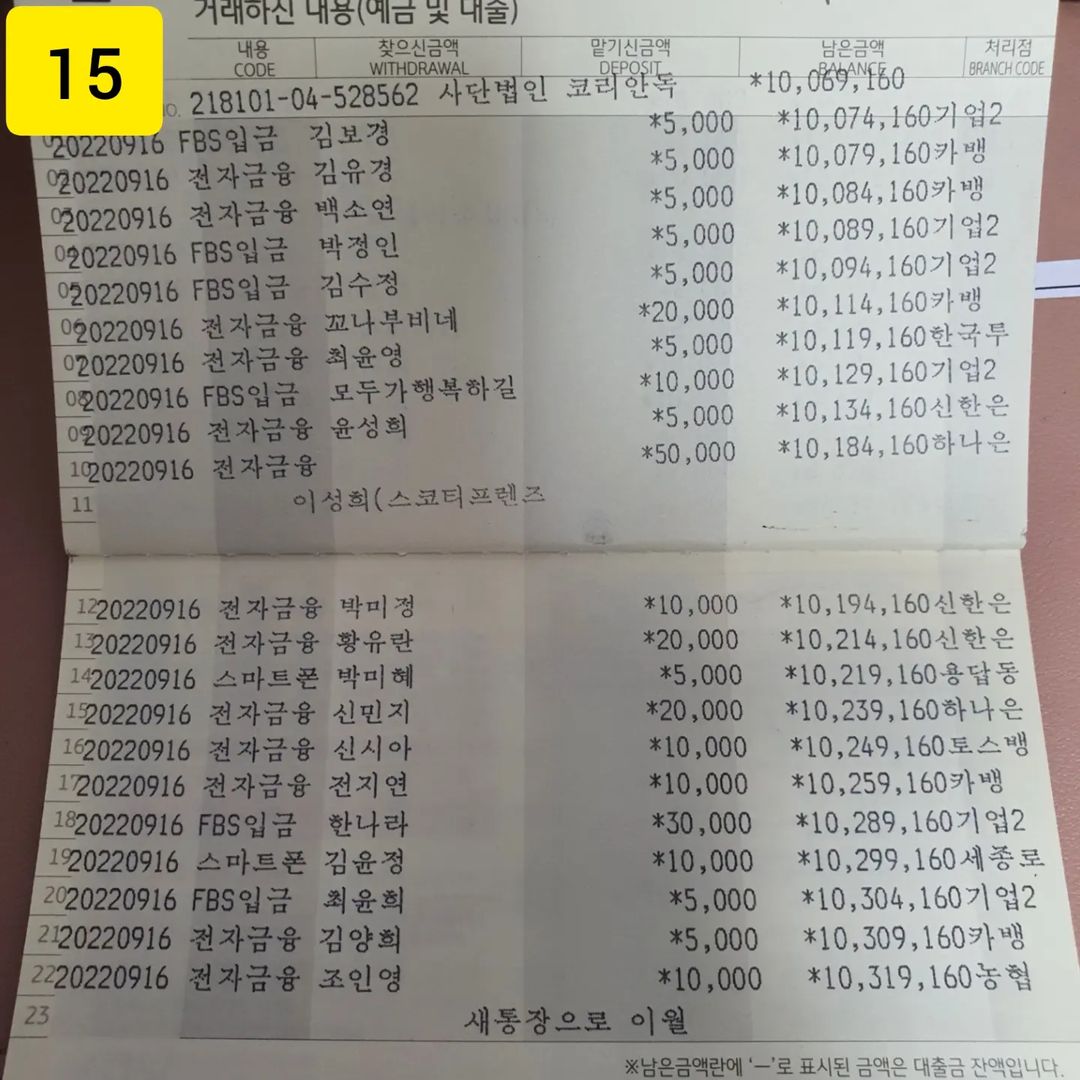 15
거래하신 내용(예금 및 대출)
내용 찾으신금액 맡기신금액 남은금액 처리점
CODE WITHDRAWAL DEPOSIT BALANCE BRANCH CODE
NO. 218101-04-528562 사단법인 코리안독 *10,069,160
01 20220916 FBS입금 김보경 *5,000 *10,074,160기업2
02 20220916 전자금융 김유경 *5,000 *10,079,160카뱅
03 20220916 전자금융 백소연 *5,000 *10,084,160카뱅
04 20220916 FBS입금 박정인 *5,000 *10,089,160기업2
05 20220916 FBS입금 김수정 *5,000 *10,094,160기업2
06 20220916 전자금융 꼬나부비네 *20,000 *10,114,160카뱅
07 20220916 전자금융 최윤영 *5,000 *10,119,160한국투
08 20220916 FBS입금 모두가행복하길 *10,000 *10,129,160기업2
09 20220916 전자금융 윤성희 *5,000 *10,134,160신한은
10 20220916 전자금융 *50,000 *10,184,160하나은
11 이성희(스코티프렌즈
12 20220916 전자금융 박미정 *10,000 *10,194,160신한은
13 20220916 전자금융 황유란 *20,000 *10,214,160신한은
14 20220916 스마트폰 박미혜 *5,000 *10,219,160용답동
15 20220916 전자금융 신민지 *20,000 *10,239,160하나은
16 20220916 전자금융 신시아 *10,000 *10,249,160토스뱅
17 20220916 전자금융 전지연 *10,000 *10,259,160카뱅
18 20220916 FBS입금 한나라 *30,000 *10,289,160기업2
19 20220916 스마트폰 김윤정 *10,000 *10,299,160세종로
20 20220916 FBS입금 최윤희 *5,000 *10,304,160기업2
21 20220916 전자금융 김양희 *5,000 *10,309,160카뱅
22 20220916 전자금융 조인영 *10,000 *10,319,160농협
23 새통장으로 이월
※남은금액란에 ‘－’로 표시된 금액은 대출금 잔액입니다.